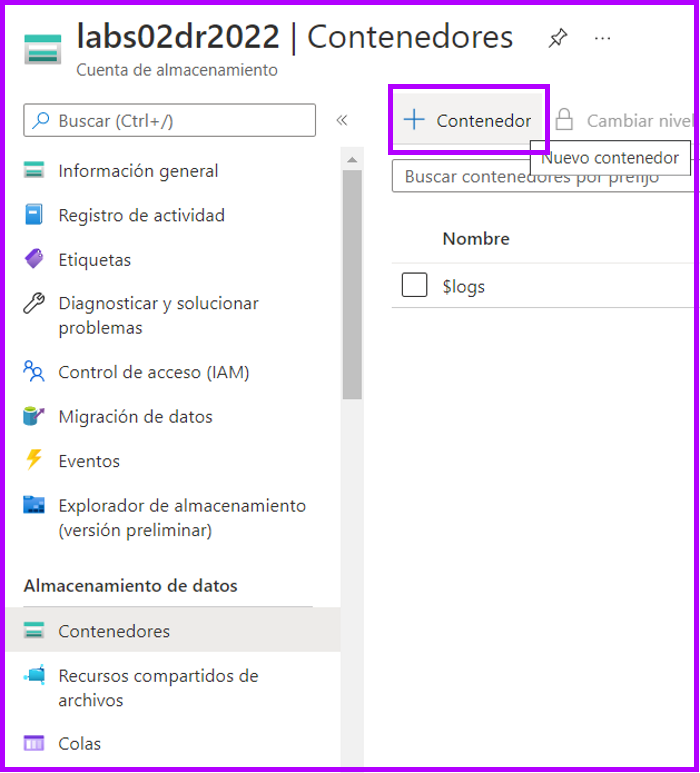 labs02dr2022 | Contenedores
Cuenta de almacenamiento
Buscar (Ctrl+/)
Información general
Registro de actividad
Etiquetas
Diagnosticar y solucionar
problemas
Control de acceso (IAM)
Migración de datos
Eventos
Explorador de almacenamiento
(versión preliminar)
Almacenamiento de datos
Contenedores
Recursos compartidos de
archivos
Colas
Contenedor
Cambiar nivel
Nuevo contenedor
Buscar contenedores por prefijo
Nombre
$logs